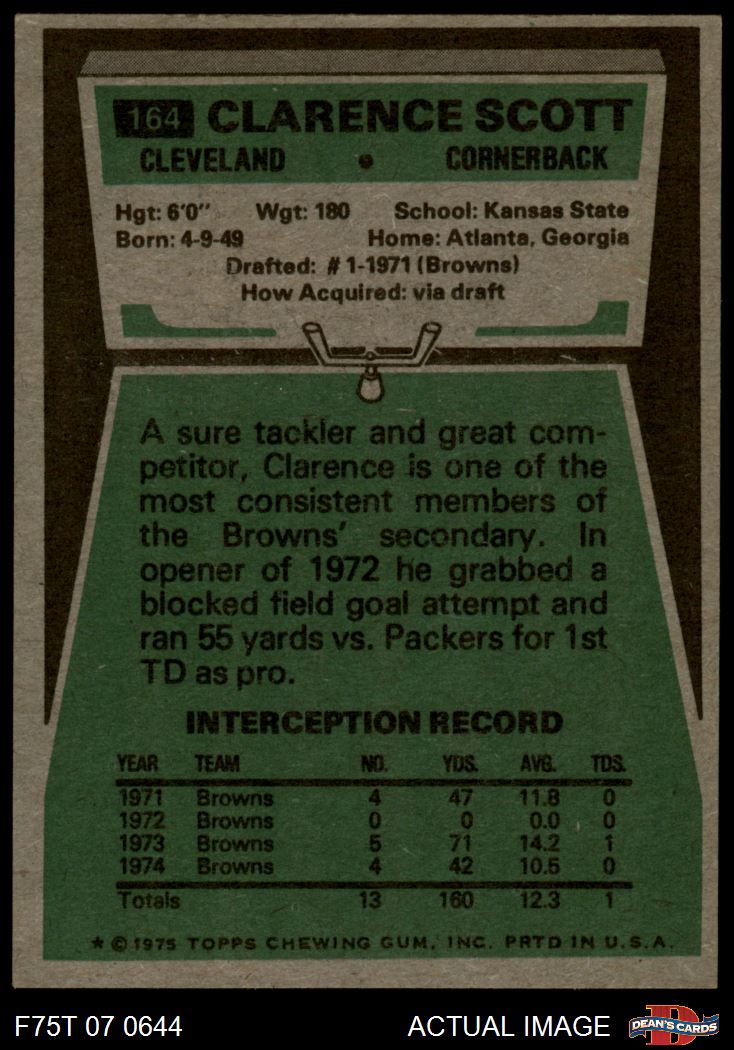 164 CLARENCE SCOTT
CLEVELAND • CORNERBACK
Hgt: 6'0" Wgt: 180 School: Kansas State
Born: 4-9-49 Home: Atlanta, Georgia
Drafted: # 1-1971 (Browns)
How Acquired: via draft
A sure tackler and great com-
petitor, Clarence is one of the
most consistent members of
the Browns' secondary. In
opener of 1972 he grabbed a
blocked field goal attempt and
ran 55 yards vs. Packers for 1st
TD as pro.
INTERCEPTION RECORD
YEAR TEAM NO. YDS. AVG. TDS.
1971 Browns 4 47 11.8 0
1972 Browns 0 0 0.0 0
1973 Browns 5 71 14.2 1
1974 Browns 4 42 10.5 0
Totals 13 160 12.3 1
* © 1975 TOPPS CHEWING GUM, INC. PRTD IN U.S.A.
F75T 07 0644 ACTUAL IMAGE D DEAN'S CARDS